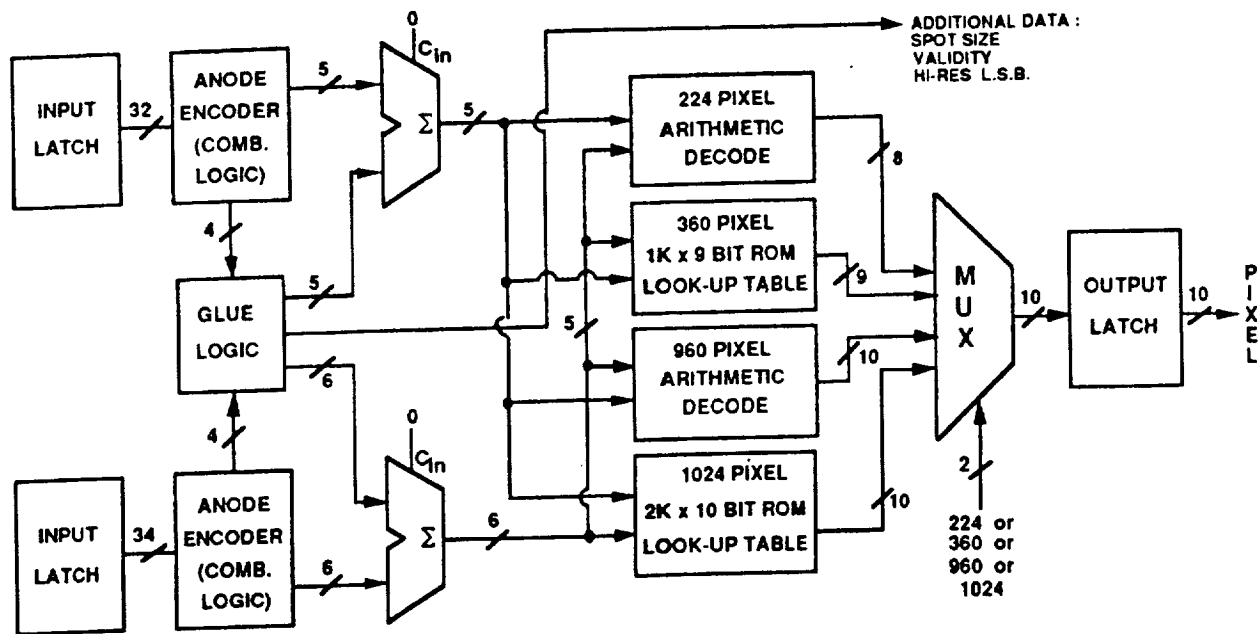 0
ADDITIONAL DATA :
SPOT SIZE
VALIDITY
HI-RES L.S.B.
Cin
INPUT
LATCH
32
ANODE
ENCODER
(COMB.
LOGIC)
5
Σ
5
224 PIXEL
ARITHMETIC
DECODE
8
4
5
GLUE
LOGIC
6
4
360 PIXEL
1K x 9 BIT ROM
LOOK-UP TABLE
9
5
960 PIXEL
ARITHMETIC
DECODE
10
MUX
10
OUTPUT
LATCH
10
PIXEL
0
Cin
INPUT
LATCH
34
ANODE
ENCODER
(COMB.
LOGIC)
6
Σ
6
1024 PIXEL
2K x 10 BIT ROM
LOOK-UP TABLE
10
2
224 or
360 or
960 or
1024